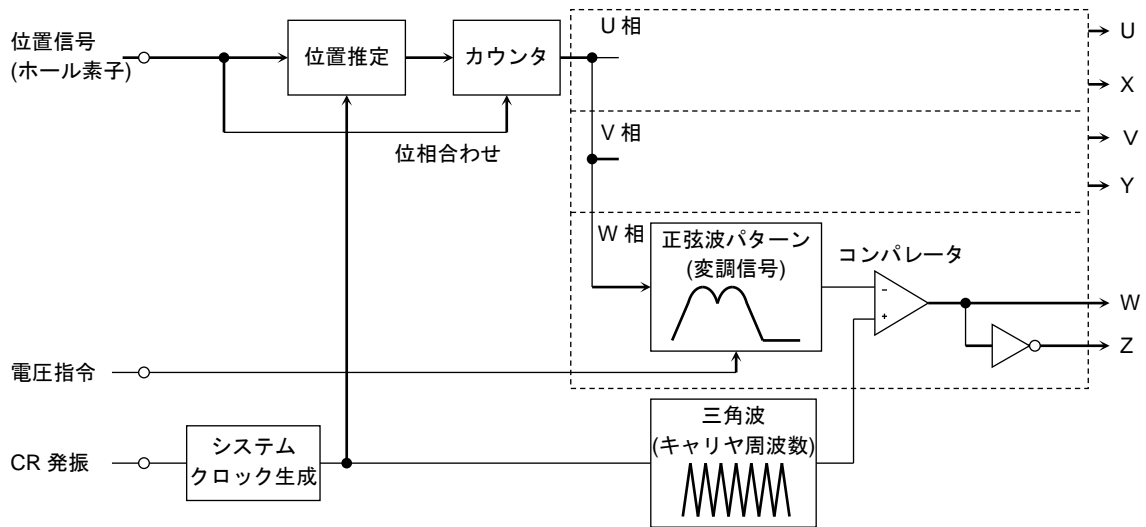 位置信号
(ホール素子)
位置推定
カウンタ
位相合わせ
U 相
V 相
W 相
正弦波パターン
(変調信号)
コンパレータ
-
+
U
X
V
Y
W
Z
電圧指令
CR 発振
システム
クロック生成
三角波
(キャリヤ周波数)